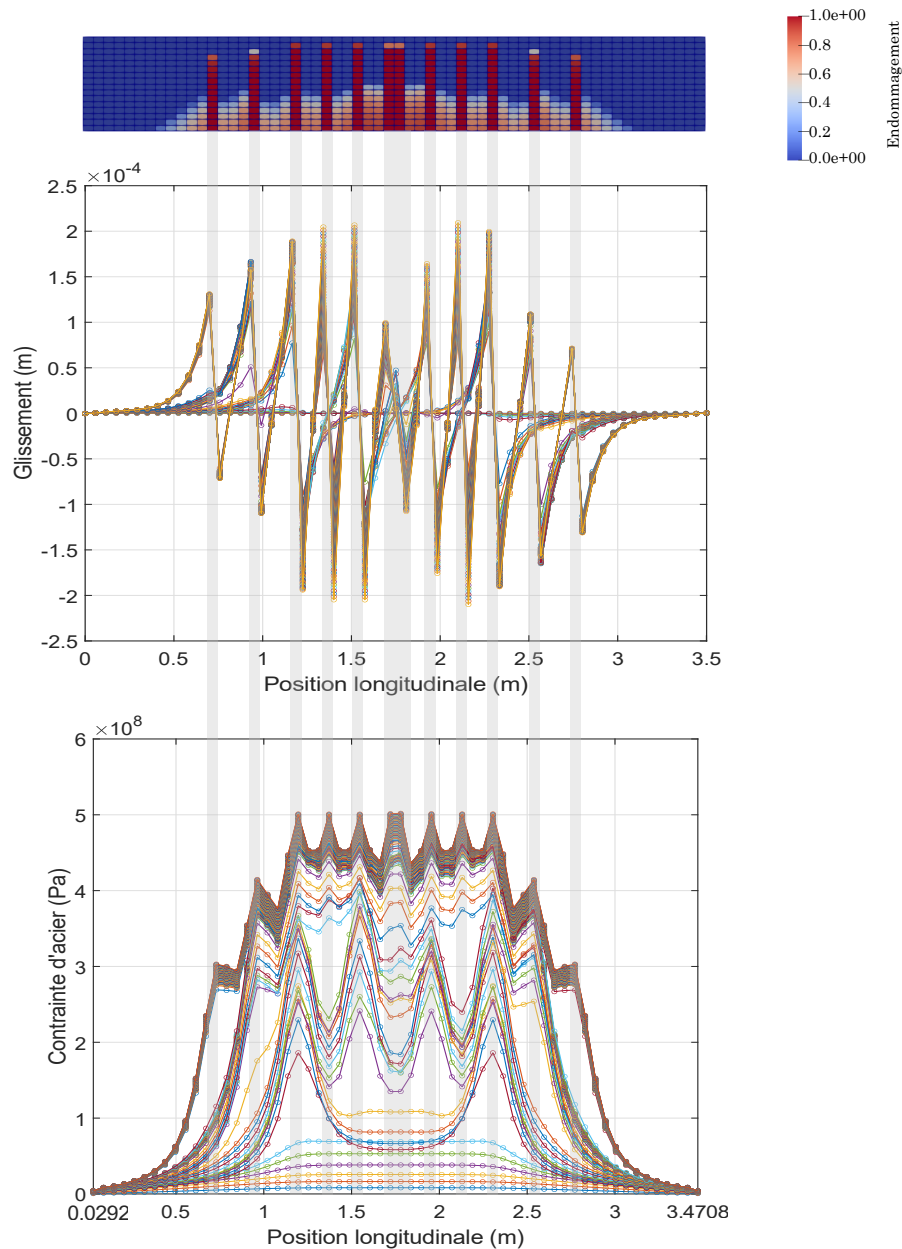 1.0e+00
0.8
0.6
0.4
0.2
0.0e+00
Endommagement
×10⁻⁴
2.5
2
1.5
1
0.5
0
-0.5
-1
-1.5
-2
-2.5
Glissement (m)
0 0.5 1 1.5 2 2.5 3 3.5
Position longitudinale (m)
×10⁸
6
5
4
3
2
1
0
Contrainte d'acier (Pa)
0.0292 0.5 1 1.5 2 2.5 3 3.4708
Position longitudinale (m)